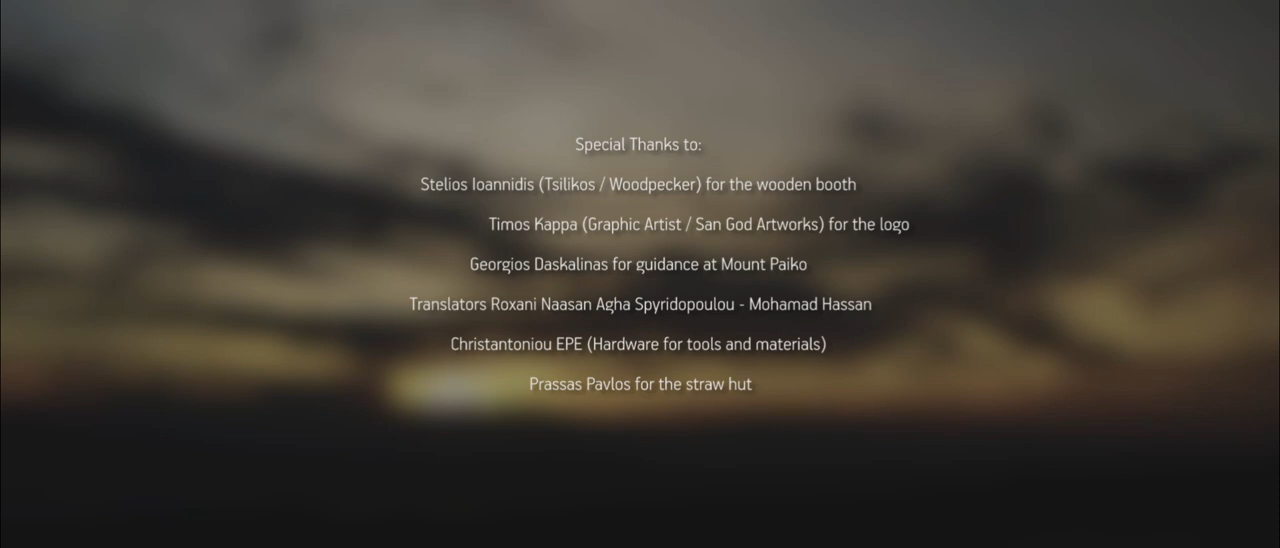 Special Thanks to:
Stelios Ioannidis (Tsilikos / Woodpecker) for the wooden booth
Timos Kappa (Graphic Artist / San God Artworks) for the logo
Georgios Daskalinas for guidance at Mount Paiko
Translators Roxani Naasan Agha Spyridopoulou - Mohamad Hassan
Christantoniou EPE (Hardware for tools and materials)
Prassas Pavlos for the straw hut